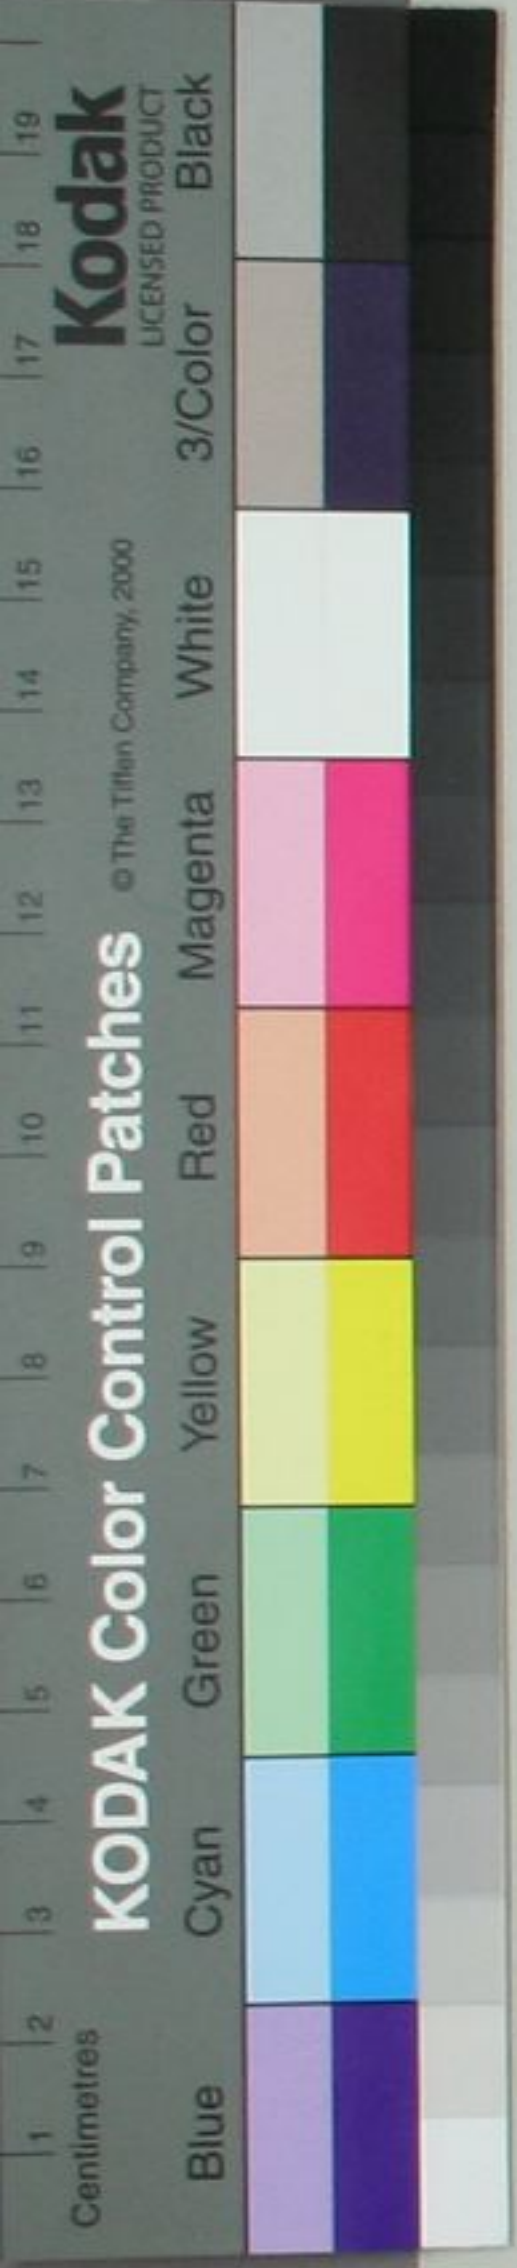 Centimetres
1 2 3 4 5 6 7 8 9 10 11 12 13 14 15 16 17 18 19
KODAK Color Control Patches
© The Tiffen Company, 2000
Kodak
LICENSED PRODUCT
Blue Cyan Green Yellow Red Magenta White 3/Color Black